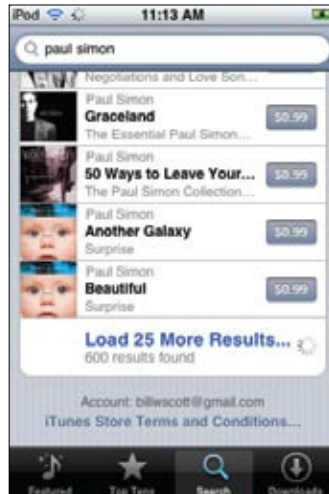 iPod 11:13 AM
paul simon
Negotiations and Love Son...
Paul Simon
Graceland
The Essential Paul Simon...
$0.99
Paul Simon
50 Ways to Leave Your...
The Paul Simon Collection...
$0.99
Paul Simon
Another Galaxy
Surprise
$0.99
Paul Simon
Beautiful
Surprise
$0.99
Load 25 More Results...
600 results found
Account: billwscott@gmail.com
iTunes Store Terms and Conditions...
Featured Top Tens Search Downloads